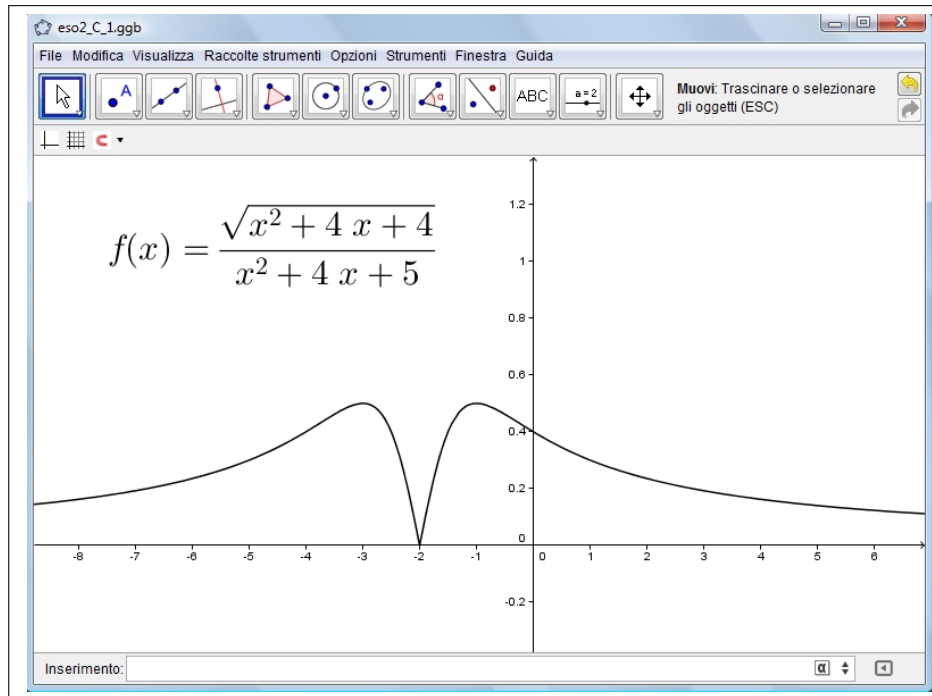 eso2_C_1.ggb
File Modifica Visualizza Raccolte strumenti Opzioni Strumenti Finestra Guida
A
α
ABC
a = 2
Muovi: Trascinare o selezionare
gli oggetti (ESC)
f(x) = √(x² + 4 x + 4) / (x² + 4 x + 5)
1.2
1
0.8
0.6
0.4
0.2
0
-0.2
-8 -7 -6 -5 -4 -3 -2 -1 0 1 2 3 4 5 6
Inserimento:
α